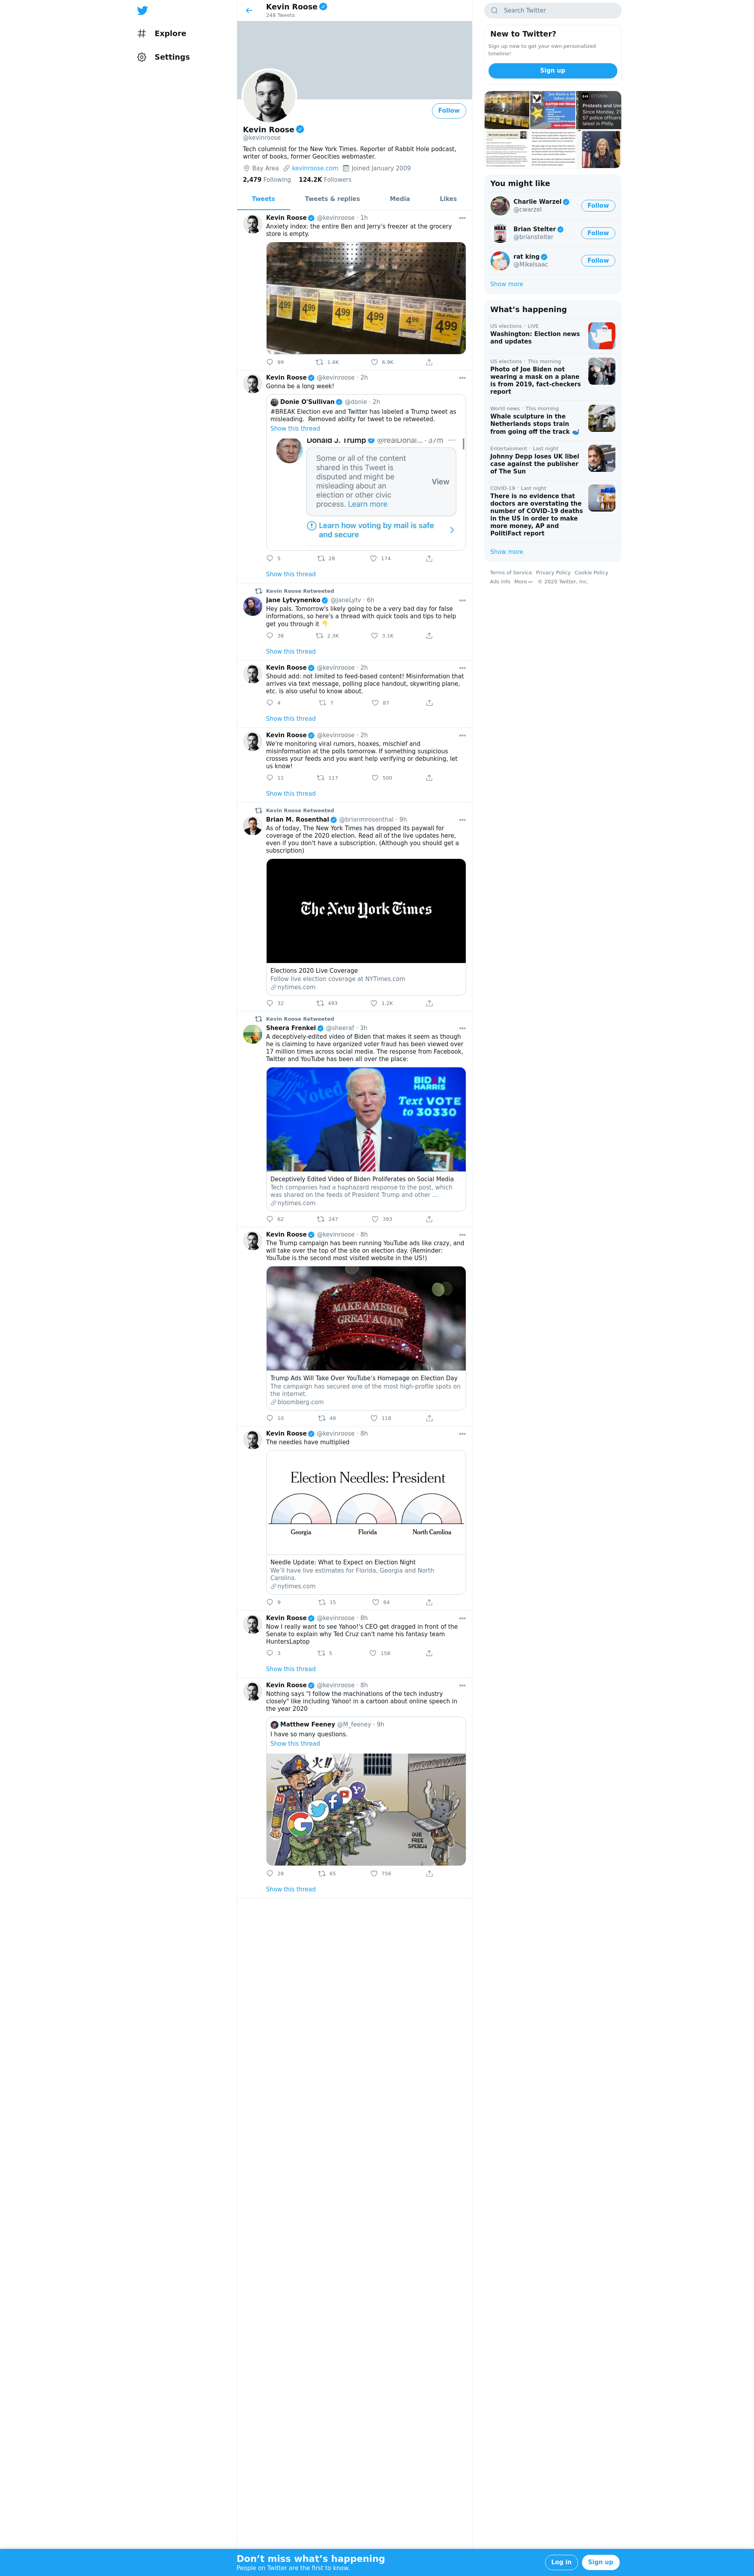 Explore
Settings
Kevin Roose
248 Tweets
Follow
Kevin Roose
@kevinroose
Tech columnist for the New York Times. Reporter of Rabbit Hole podcast,
writer of books, former Geocities webmaster.
Bay Area kevinroose.com Joined January 2009
2,479 Following 124.2K Followers
Tweets Tweets & replies Media Likes
Kevin Roose @kevinroose · 1h
Anxiety index: the entire Ben and Jerry's freezer at the grocery
store is empty.
4.99 4.99 4.99 4.99 4.99 4.99
99 1.4K 6.9K
Kevin Roose @kevinroose · 2h
Gonna be a long week!
Donie O'Sullivan @donie · 2h
#BREAK Election eve and Twitter has labeled a Trump tweet as
misleading. Removed ability for tweet to be retweeted.
Show this thread
Donald J. Trump @realDonal... · 37m
Some or all of the content
shared in this Tweet is
disputed and might be
misleading about an
election or other civic
process. Learn more
View
Learn how voting by mail is safe
and secure
5 28 174
Show this thread
Kevin Roose Retweeted
Jane Lytvynenko @JaneLytv · 6h
Hey pals. Tomorrow's likely going to be a very bad day for false
informations, so here's a thread with quick tools and tips to help
get you through it 👇
38 2.3K 3.1K
Show this thread
Kevin Roose @kevinroose · 2h
Should add: not limited to feed-based content! Misinformation that
arrives via text message, polling place handout, skywriting plane,
etc. is also useful to know about.
4 7 67
Show this thread
Kevin Roose @kevinroose · 2h
We're monitoring viral rumors, hoaxes, mischief and
misinformation at the polls tomorrow. If something suspicious
crosses your feeds and you want help verifying or debunking, let
us know!
11 117 500
Show this thread
Kevin Roose Retweeted
Brian M. Rosenthal @brianmrosenthal · 9h
As of today, The New York Times has dropped its paywall for
coverage of the 2020 election. Read all of the live updates here,
even if you don't have a subscription. (Although you should get a
subscription)
The New York Times
Elections 2020 Live Coverage
Follow live election coverage at NYTimes.com
nytimes.com
32 493 1.2K
Kevin Roose Retweeted
Sheera Frenkel @sheeraf · 3h
A deceptively-edited video of Biden that makes it seem as though
he is claiming to have organized voter fraud has been viewed over
17 million times across social media. The response from Facebook,
Twitter and YouTube has been all over the place:
I Voted
BIDEN
HARRIS
Text VOTE
to 30330
Deceptively Edited Video of Biden Proliferates on Social Media
Tech companies had a haphazard response to the post, which
was shared on the feeds of President Trump and other ...
nytimes.com
62 247 393
Kevin Roose @kevinroose · 8h
The Trump campaign has been running YouTube ads like crazy, and
will take over the top of the site on election day. (Reminder:
YouTube is the second most visited website in the US!)
MAKE AMERICA
GREAT AGAIN
Trump Ads Will Take Over YouTube's Homepage on Election Day
The campaign has secured one of the most high-profile spots on
the internet.
bloomberg.com
10 48 118
Kevin Roose @kevinroose · 8h
The needles have multiplied
Election Needles: President
Georgia Florida North Carolina
Needle Update: What to Expect on Election Night
We'll have live estimates for Florida, Georgia and North
Carolina.
nytimes.com
9 15 64
Kevin Roose @kevinroose · 8h
Now I really want to see Yahoo!'s CEO get dragged in front of the
Senate to explain why Ted Cruz can't name his fantasy team
HuntersLaptop
3 5 158
Show this thread
Kevin Roose @kevinroose · 8h
Nothing says "I follow the machinations of the tech industry
closely" like including Yahoo! in a cartoon about online speech in
the year 2020
Matthew Feeney @M_feeney · 9h
I have so many questions.
Show this thread
火!!
OUR
FREE
SPEECH
28 65 756
Show this thread
Search Twitter
New to Twitter?
Sign up now to get your own personalized
timeline!
Sign up
CITIZEN
Protests and Unr
Since Monday, 2
57 police officers
latest in Philly.
You might like
Charlie Warzel
@cwarzel
Follow
Brian Stelter
@brianstelter
Follow
HOAX
rat king
@MikeIsaac
Follow
Show more
What's happening
US elections · LIVE
Washington: Election news
and updates
US elections · This morning
Photo of Joe Biden not
wearing a mask on a plane
is from 2019, fact-checkers
report
World news · This morning
Whale sculpture in the
Netherlands stops train
from going off the track 🐋
Entertainment · Last night
Johnny Depp loses UK libel
case against the publisher
of The Sun
COVID-19 · Last night
There is no evidence that
doctors are overstating the
number of COVID-19 deaths
in the US in order to make
more money, AP and
PolitiFact report
Show more
Terms of Service Privacy Policy Cookie Policy
Ads info More © 2020 Twitter, Inc.
Don't miss what's happening
People on Twitter are the first to know.
Log in Sign up